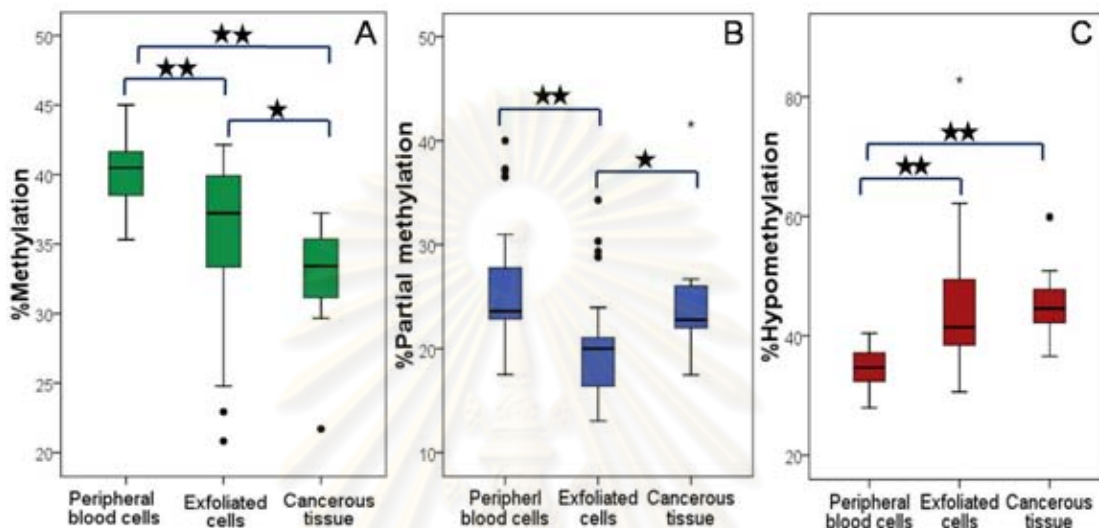 A
%Methylation
50
45
40
35
30
25
20
★★
★★
★
Peripheral
blood cells
Exfoliated
cells
Cancerous
tissue
B
%Partial methylation
50
40
30
20
10
★★
★
*
Peripherl
blood cells
Exfoliated
cells
Cancerous
tissue
C
%Hypomethylation
80
60
40
20
*
★★
★★
Peripheral
blood cells
Exfoliated
cells
Cancerous
tissue